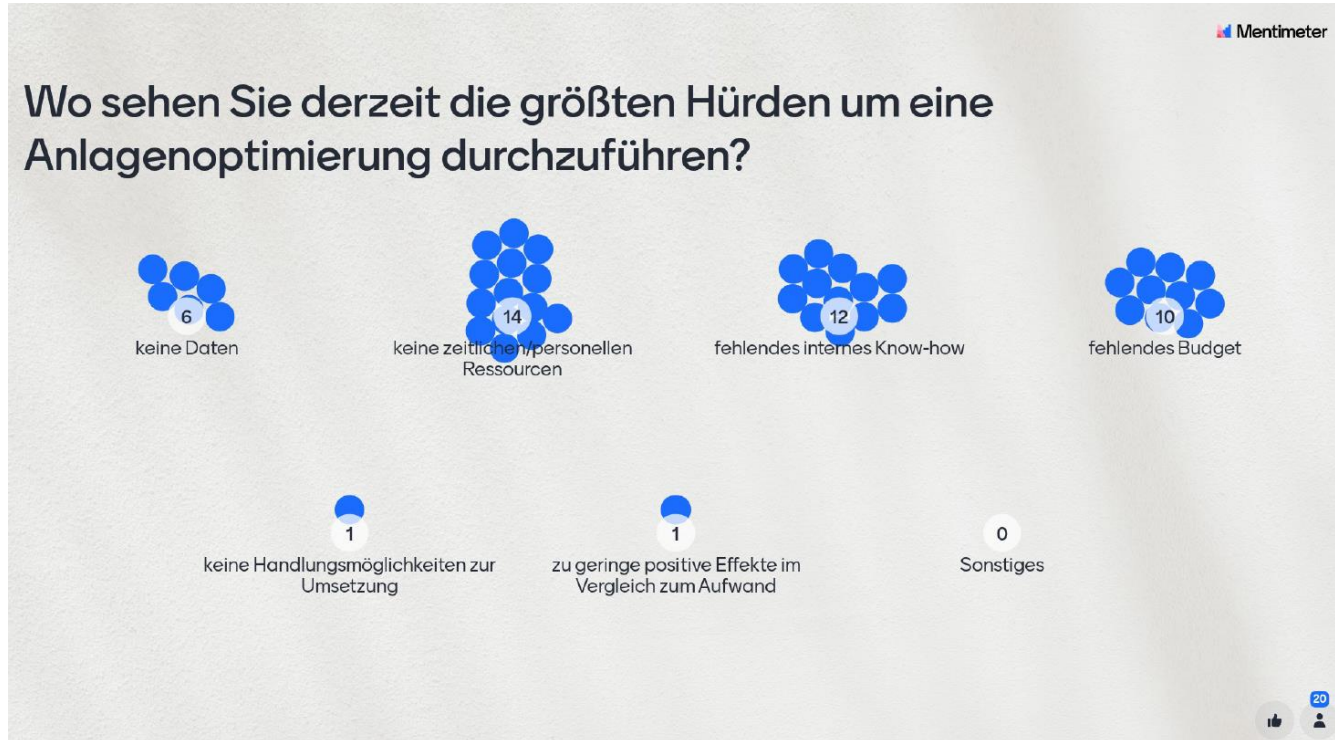 Mentimeter
Wo sehen Sie derzeit die größten Hürden um eine
Anlagenoptimierung durchzuführen?
6
keine Daten
14
keine zeitlichen/personellen
Ressourcen
12
fehlendes internes Know-how
10
fehlendes Budget
1
keine Handlungsmöglichkeiten zur
Umsetzung
1
zu geringe positive Effekte im
Vergleich zum Aufwand
0
Sonstiges
20